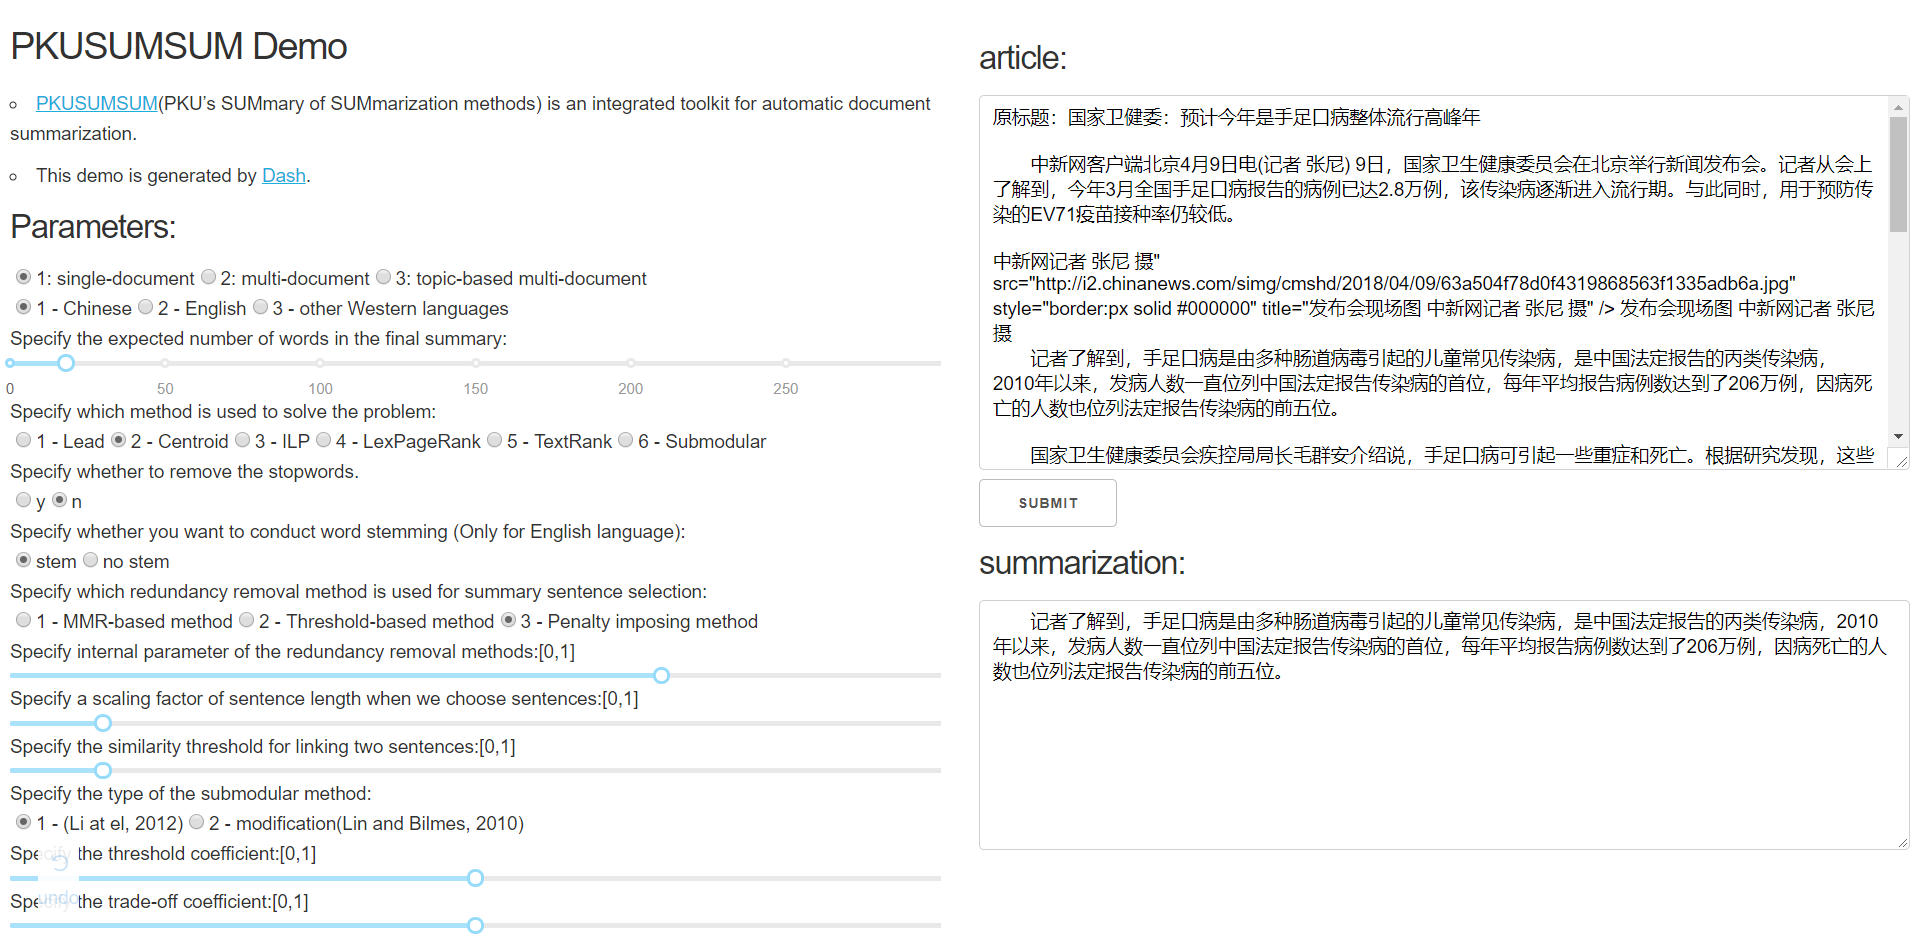 PKUSUMSUM Demo
PKUSUMSUM(PKU's SUMmary of SUMmarization methods) is an integrated toolkit for automatic document
summarization.
This demo is generated by Dash.
Parameters:
1: single-document 2: multi-document 3: topic-based multi-document
1 - Chinese 2 - English 3 - other Western languages
Specify the expected number of words in the final summary:
0 50 100 150 200 250
Specify which method is used to solve the problem:
1 - Lead 2 - Centroid 3 - ILP 4 - LexPageRank 5 - TextRank 6 - Submodular
Specify whether to remove the stopwords.
y n
Specify whether you want to conduct word stemming (Only for English language):
stem no stem
Specify which redundancy removal method is used for summary sentence selection:
1 - MMR-based method 2 - Threshold-based method 3 - Penalty imposing method
Specify internal parameter of the redundancy removal methods:[0,1]
Specify a scaling factor of sentence length when we choose sentences:[0,1]
Specify the similarity threshold for linking two sentences:[0,1]
Specify the type of the submodular method:
1 - (Li at el, 2012) 2 - modification(Lin and Bilmes, 2010)
Specify the threshold coefficient:[0,1]
undo
Specify the trade-off coefficient:[0,1]
article:
原标题：国家卫健委：预计今年是手足口病整体流行高峰年
中新网客户端北京4月9日电(记者 张尼) 9日，国家卫生健康委员会在北京举行新闻发布会。记者从会上
了解到，今年3月全国手足口病报告的病例已达2.8万例，该传染病逐渐进入流行期。与此同时，用于预防传
染的EV71疫苗接种率仍较低。
中新网记者 张尼 摄"
src="http://i2.chinanews.com/simg/cmshd/2018/04/09/63a504f78d0f4319868563f1335adb6a.jpg"
style="border:px solid #000000" title="发布会现场图 中新网记者 张尼 摄" /> 发布会现场图 中新网记者 张尼
摄
记者了解到，手足口病是由多种肠道病毒引起的儿童常见传染病，是中国法定报告的丙类传染病，
2010年以来，发病人数一直位列中国法定报告传染病的首位，每年平均报告病例数达到了206万例，因病死
亡的人数也位列法定报告传染病的前五位。
国家卫生健康委员会疾控局局长毛群安介绍说，手足口病可引起一些重症和死亡。根据研究发现，这些
SUBMIT
summarization:
记者了解到，手足口病是由多种肠道病毒引起的儿童常见传染病，是中国法定报告的丙类传染病，2010
年以来，发病人数一直位列中国法定报告传染病的首位，每年平均报告病例数达到了206万例，因病死亡的人
数也位列法定报告传染病的前五位。